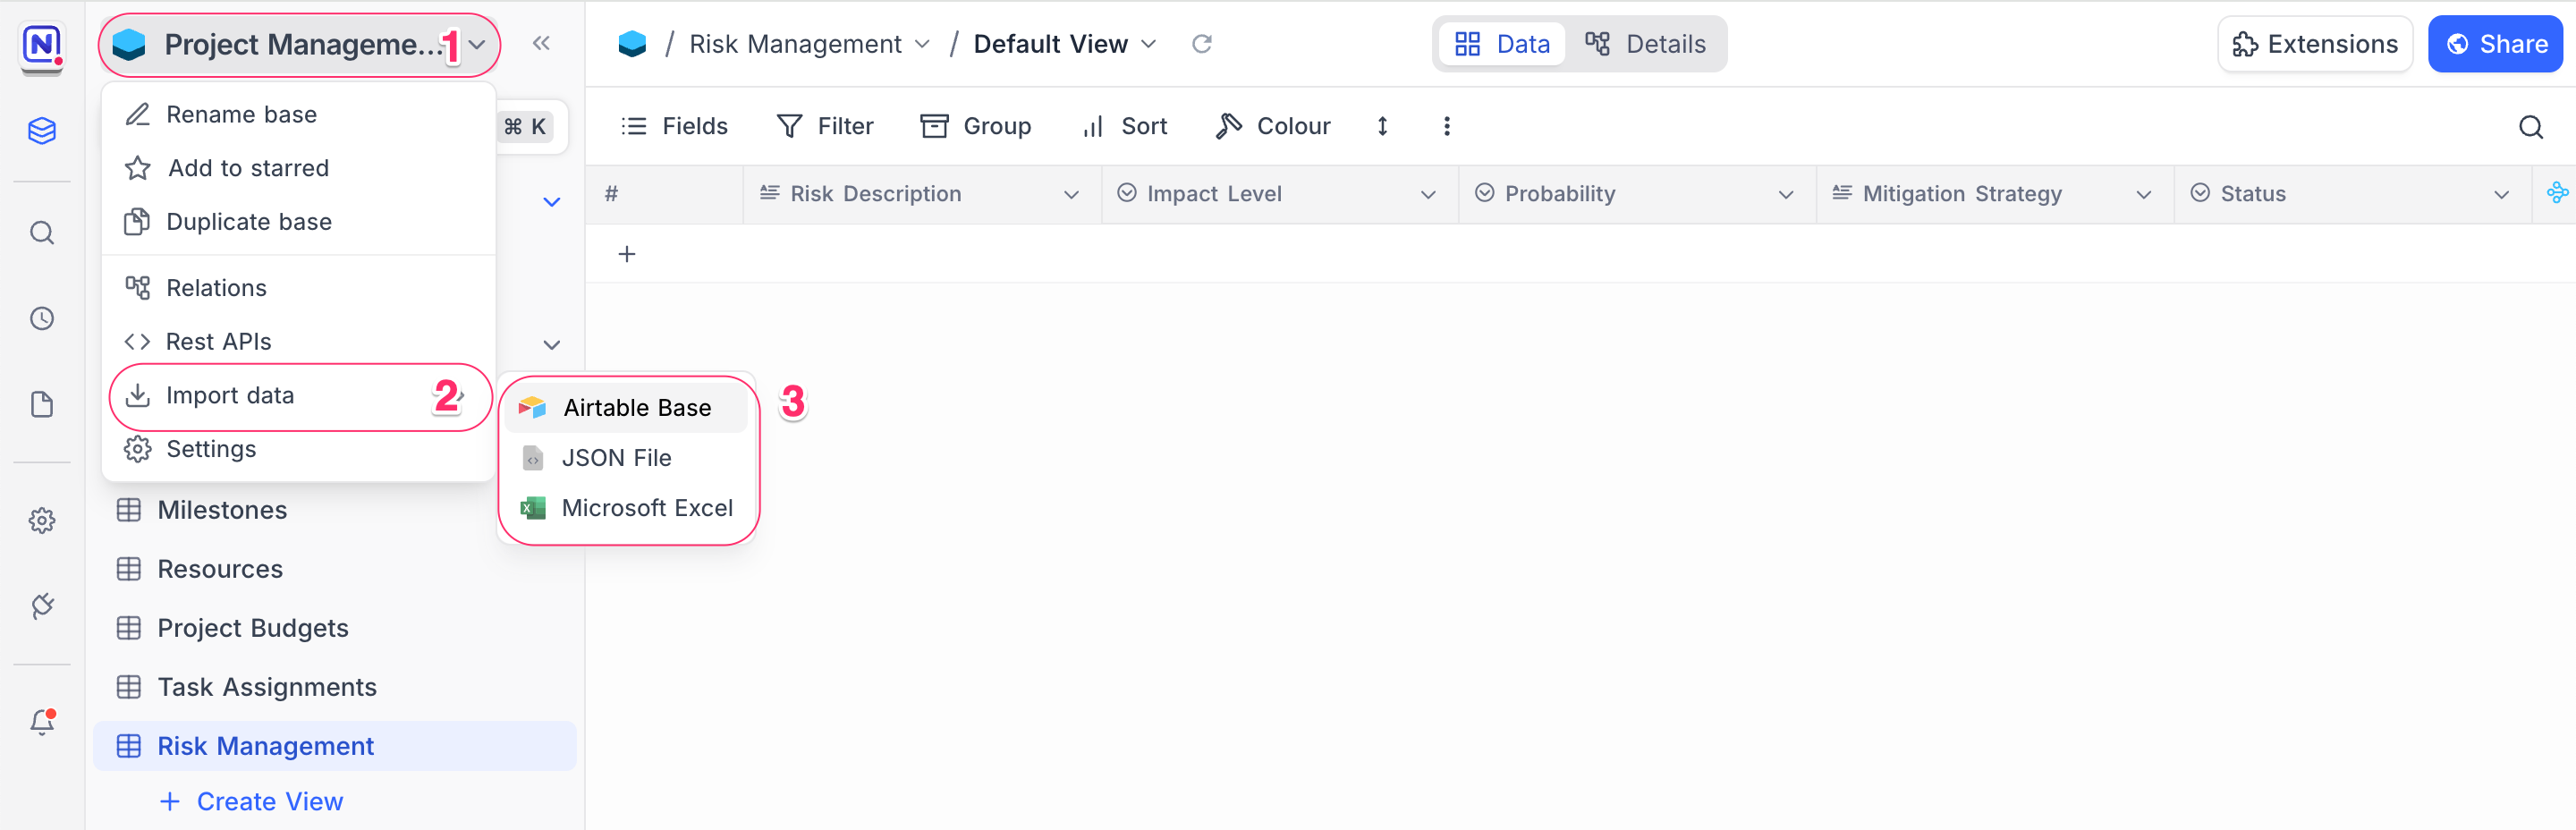 N
Project Manageme... 1
Rename base
Add to starred
Duplicate base
Relations
Rest APIs
Import data 2
Settings
⌘ K
Airtable Base
JSON File
Microsoft Excel
3
Milestones
Resources
Project Budgets
Task Assignments
Risk Management
+ Create View
/ Risk Management / Default View
Data
Details
Extensions
Share
Fields
Filter
Group
Sort
Colour
# Risk Description Impact Level Probability Mitigation Strategy Status
+